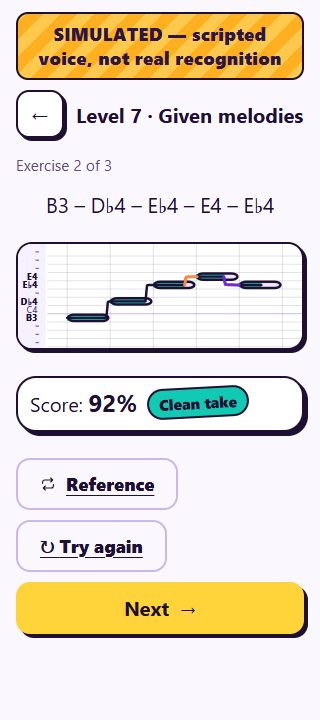 SIMULATED — scripted
voice, not real recognition
← Level 7 · Given melodies
Exercise 2 of 3
B3 – D♭4 – E♭4 – E4 – E♭4
E4
E♭4
D♭4
C4
B3
Score: 92% Clean take
Reference
↻ Try again
Next →